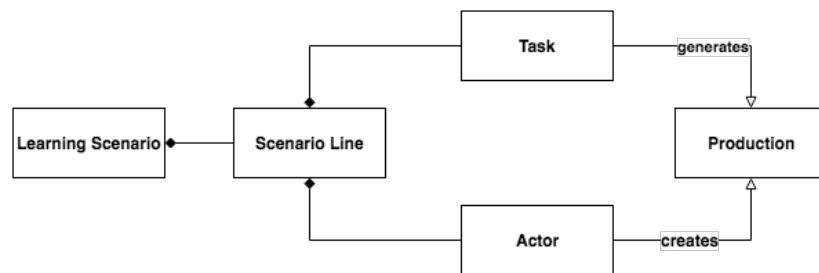 Task
generates
Learning Scenario
Scenario Line
Production
Actor
creates